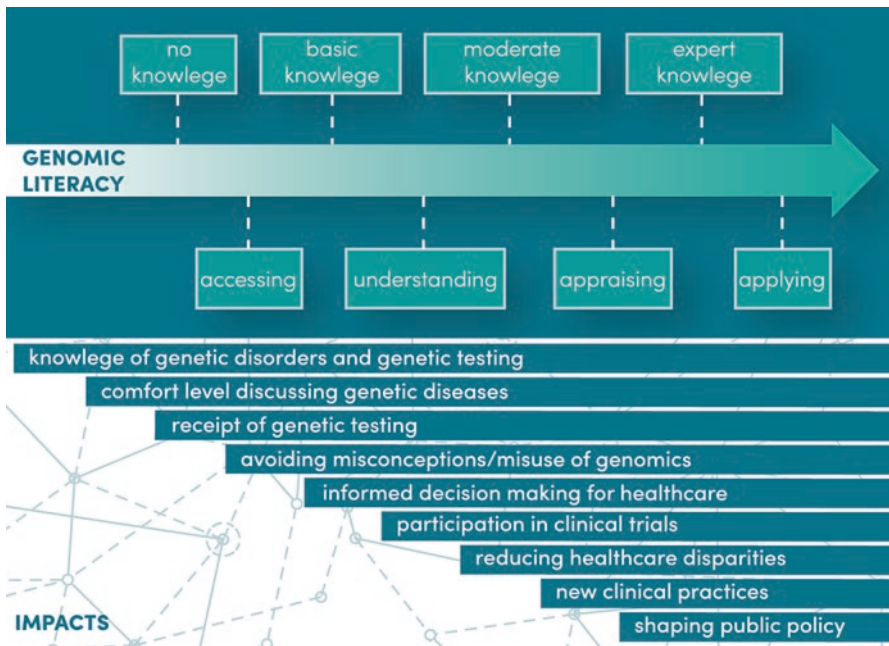 no
knowlege
basic
knowlege
moderate
knowlege
expert
knowlege
GENOMIC
LITERACY
accessing
understanding
appraising
applying
knowlege of genetic disorders and genetic testing
comfort level discussing genetic diseases
receipt of genetic testing
avoiding misconceptions/misuse of genomics
informed decision making for healthcare
participation in clinical trials
reducing healthcare disparities
new clinical practices
shaping public policy
IMPACTS